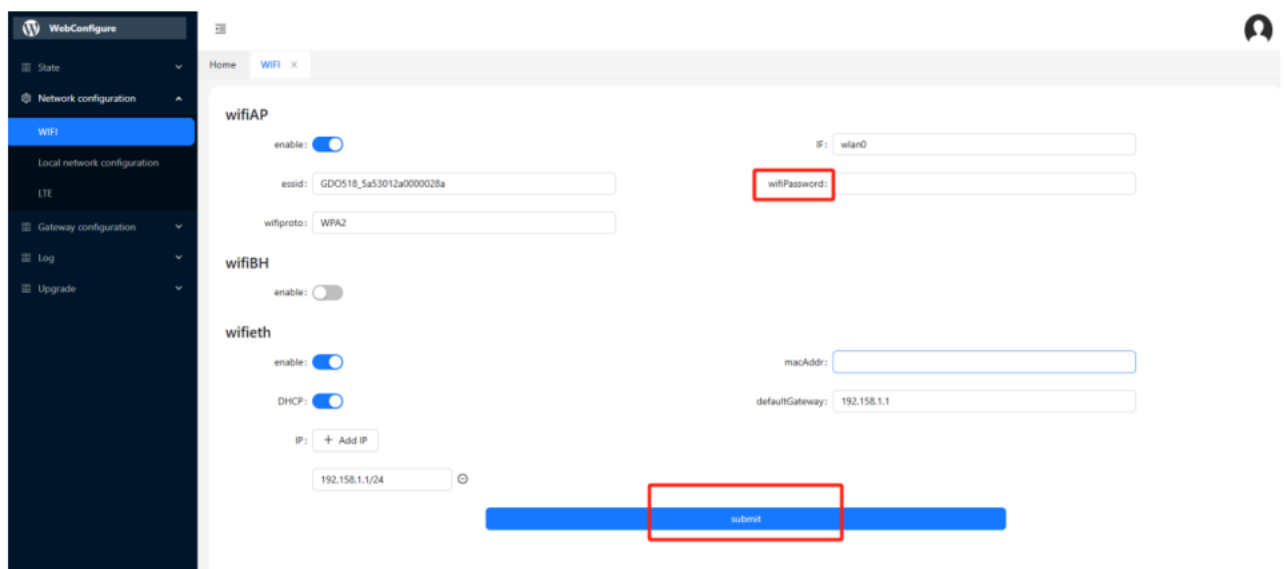 WebConfigure
State
Network configuration
WIFI
Local network configuration
LTE
Gateway configuration
Log
Upgrade
Home WIFI ×
wifiAP
enable: IF: wlan0
essid: GDO518_5a53012a0000028a wifiPassword:
wifiproto: WPA2
wifiBH
enable:
wifieth
enable: macAddr:
DHCP: defaultGateway: 192.158.1.1
IP: + Add IP
192.158.1.1/24
submit